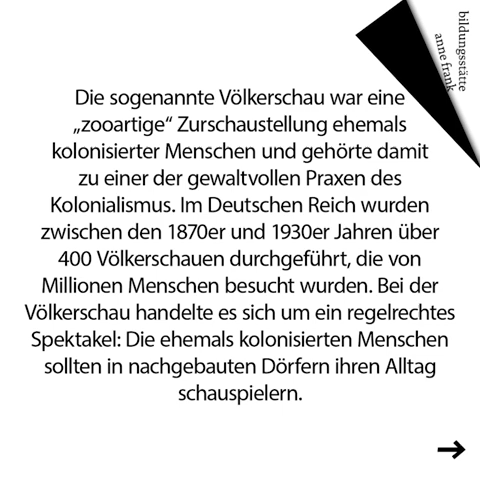 bildungsstätte
anne frank
Die sogenannte Völkerschau war eine
„zooartige“ Zurschaustellung ehemals
kolonisierter Menschen und gehörte damit
zu einer der gewaltvollen Praxen des
Kolonialismus. Im Deutschen Reich wurden
zwischen den 1870er und 1930er Jahren über
400 Völkerschauen durchgeführt, die von
Millionen Menschen besucht wurden. Bei der
Völkerschau handelte es sich um ein regelrechtes
Spektakel: Die ehemals kolonisierten Menschen
sollten in nachgebauten Dörfern ihren Alltag
schauspielern.